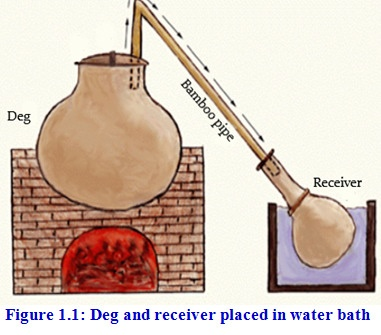 Deg
Bamboo pipe
Receiver
Figure 1.1: Deg and receiver placed in water bath